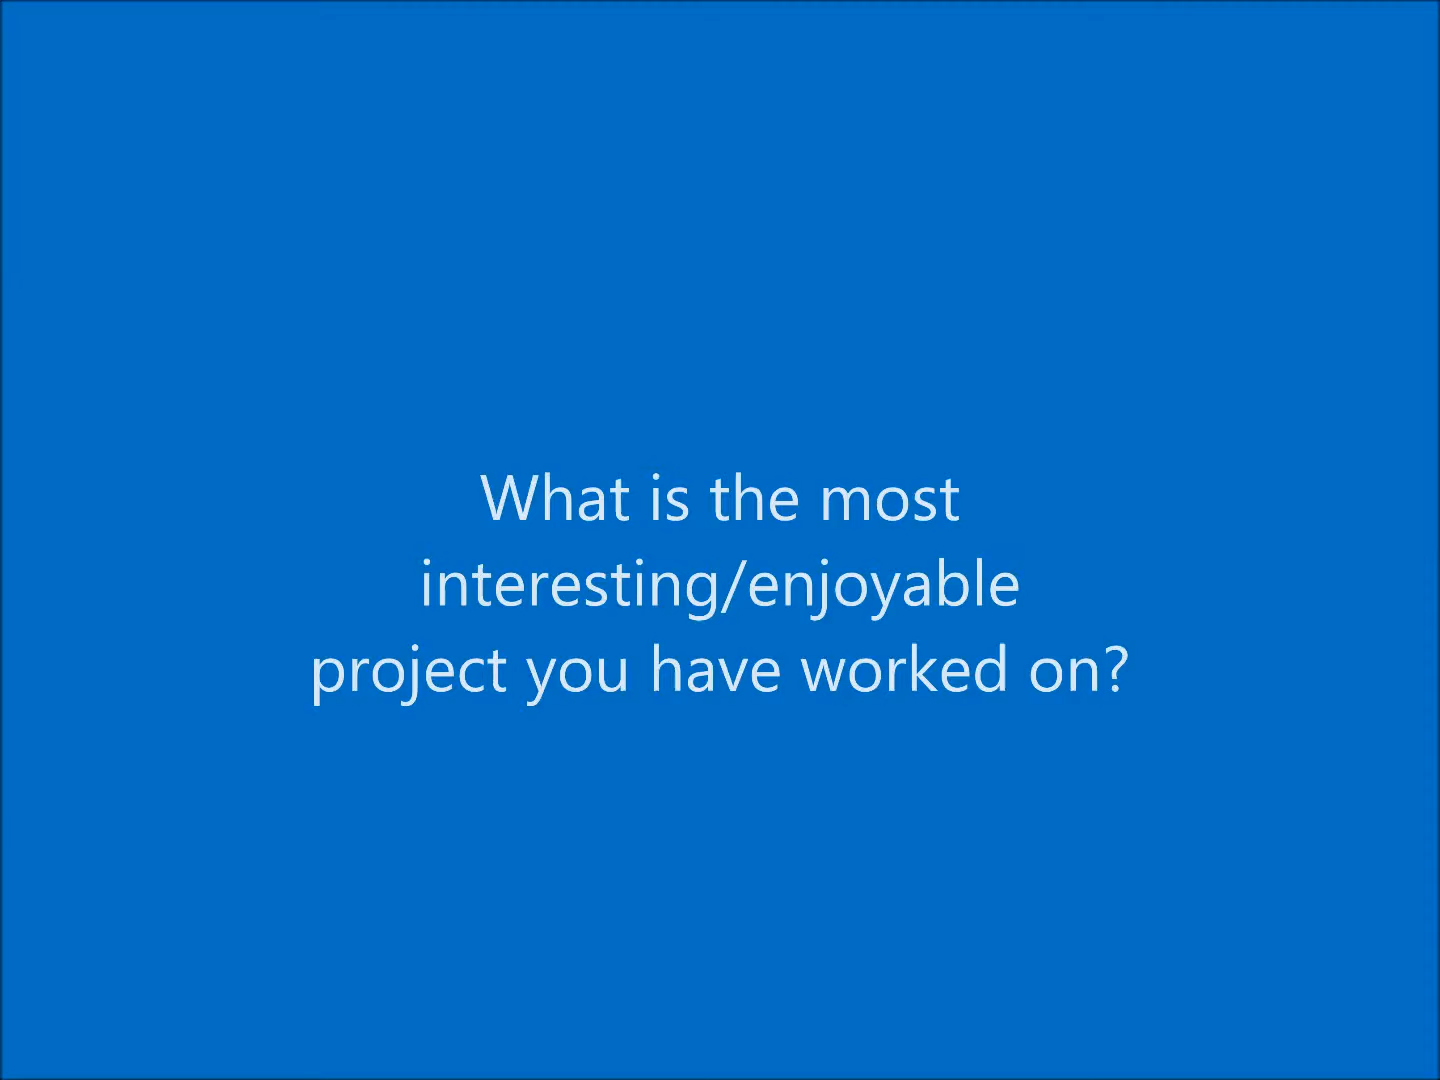 What is the most
interesting/enjoyable
project you have worked on?